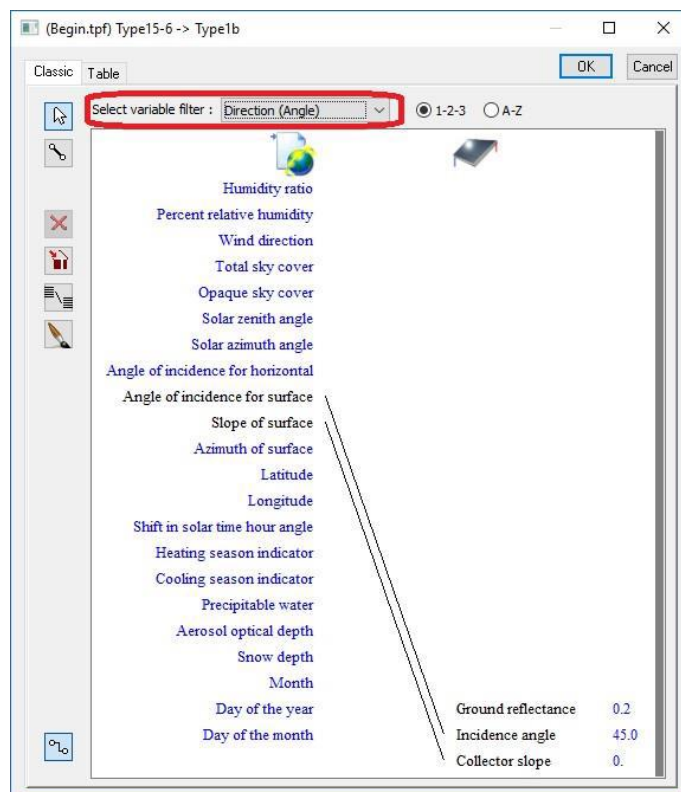 (Begin.tpf) Type15-6 -> Type1b
Classic Table OK Cancel
Select variable filter : Direction (Angle) 1-2-3 A-Z
Humidity ratio
Percent relative humidity
Wind direction
Total sky cover
Opaque sky cover
Solar zenith angle
Solar azimuth angle
Angle of incidence for horizontal
Angle of incidence for surface
Slope of surface
Azimuth of surface
Latitude
Longitude
Shift in solar time hour angle
Heating season indicator
Cooling season indicator
Precipitable water
Aerosol optical depth
Snow depth
Month
Day of the year Ground reflectance 0.2
Day of the month Incidence angle 45.0
Collector slope 0.